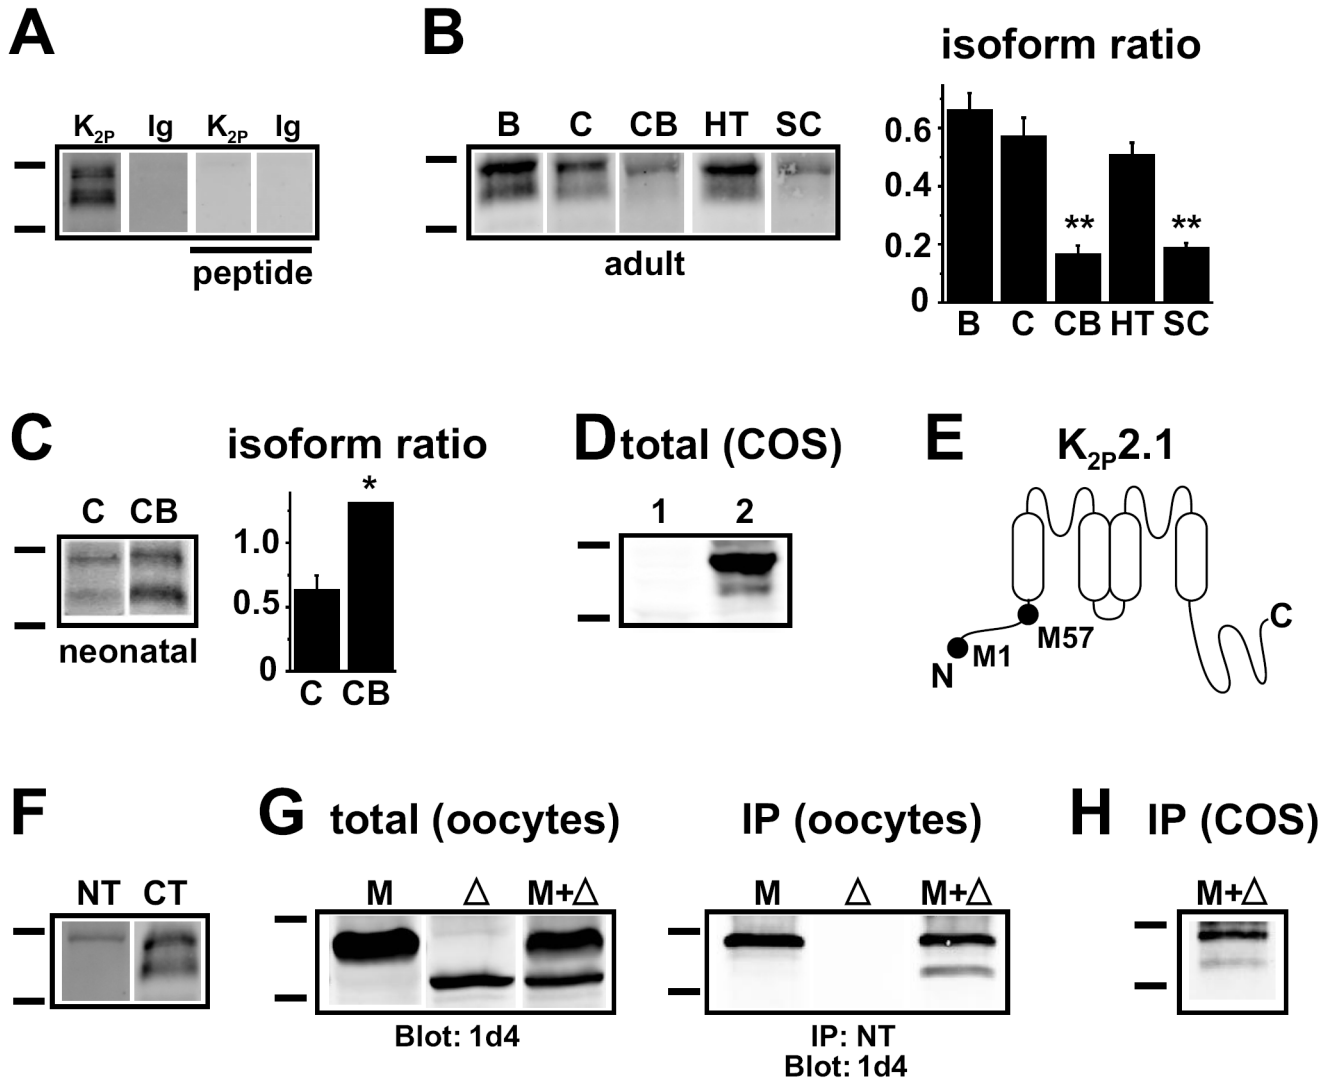 A
K2P Ig K2P Ig
peptide
B
B C CB HT SC
adult
isoform ratio
0.6
0.4
0.2
0
** **
B C CB HT SC
C
C CB
neonatal
isoform ratio
*
1.0
0.5
0
C CB
D total (COS)
1 2
E
K2P2.1
M57
M1
N
C
F
NT CT
G total (oocytes)
M Δ M+Δ
Blot: 1d4
IP (oocytes)
M Δ M+Δ
IP: NT
Blot: 1d4
H IP (COS)
M+Δ